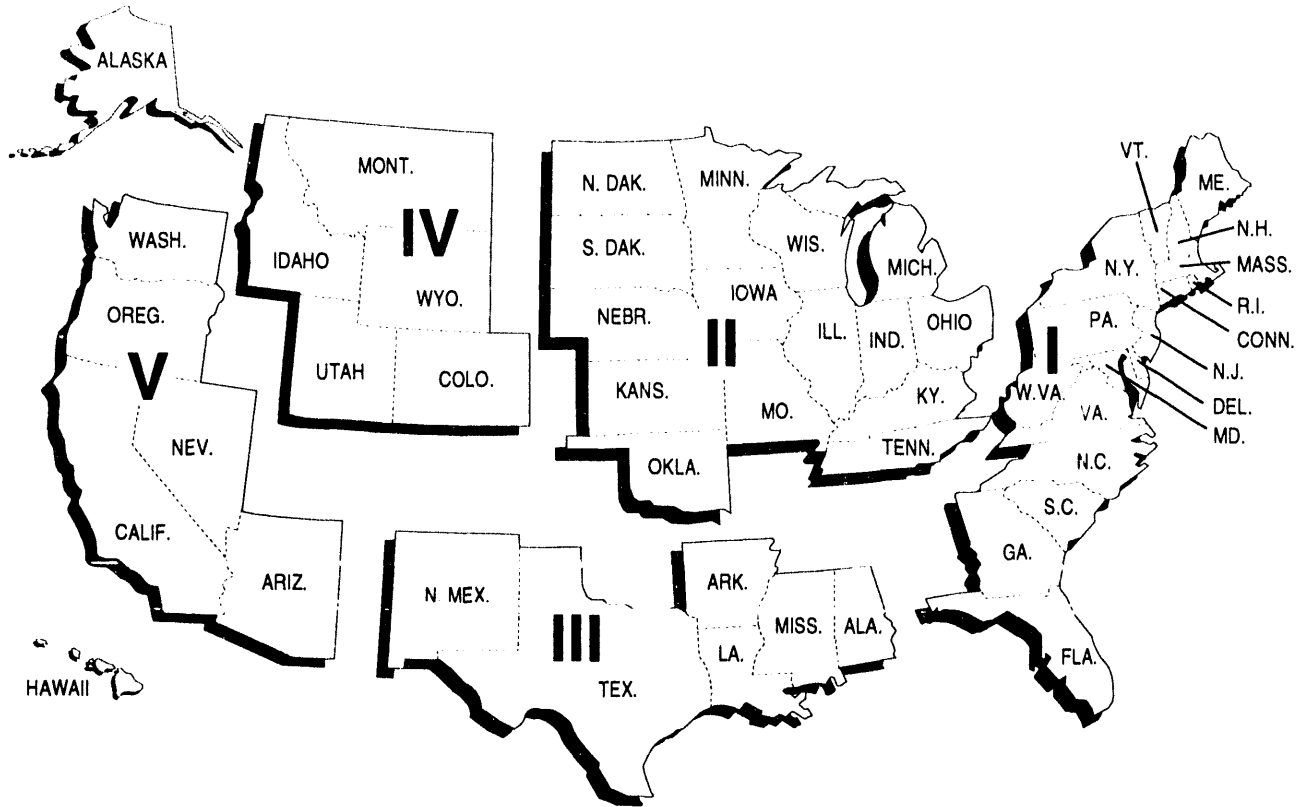 ALASKA
MONT.
IV
IDAHO
WYO.
UTAH
COLO.
WASH.
OREG.
V
NEV.
CALIF.
ARIZ.
HAWAII
N. DAK.
MINN.
S. DAK.
WIS.
MICH.
NEBR.
IOWA
II
ILL.
IND.
OHIO
KANS.
MO.
KY.
OKLA.
TENN.
N MEX.
III
TEX.
ARK.
LA.
MISS.
ALA.
VT.
ME.
N.H.
N.Y.
MASS.
R.I.
PA.
CONN.
I
N.J.
W.VA.
DEL.
VA.
MD.
N.C.
S.C.
GA.
FLA.